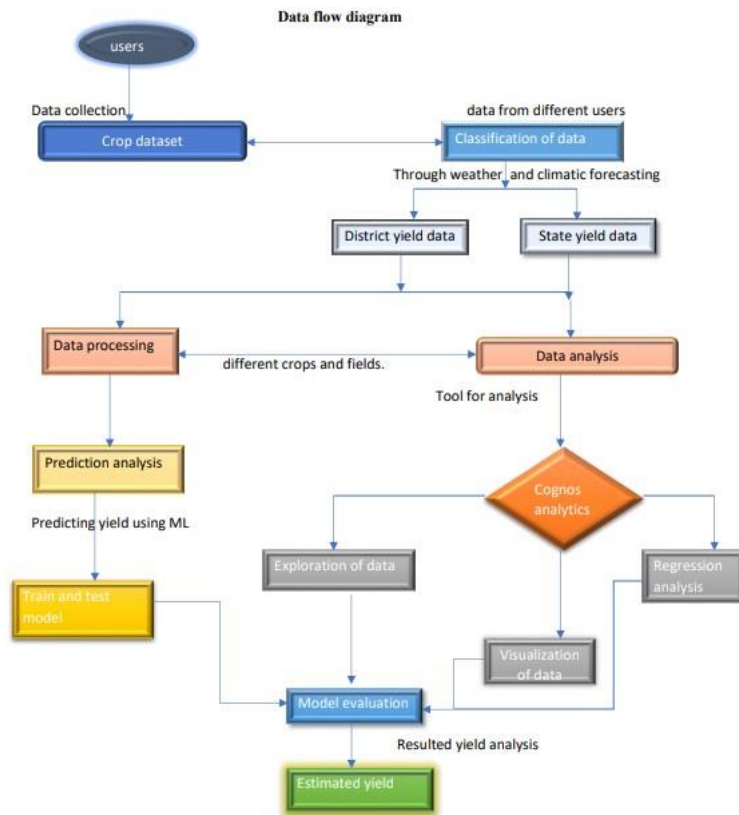 Data flow diagram
users
Data collection
data from different users
Crop dataset
Classification of data
Through weather and climatic forecasting
District yield data
State yield data
Data processing
different crops and fields.
Data analysis
Tool for analysis
Prediction analysis
Cognos
analytics
Predicting yield using ML
Exploration of data
Regression
analysis
Train and test
model
Visualization
of data
Model evaluation
Resulted yield analysis
Estimated yield